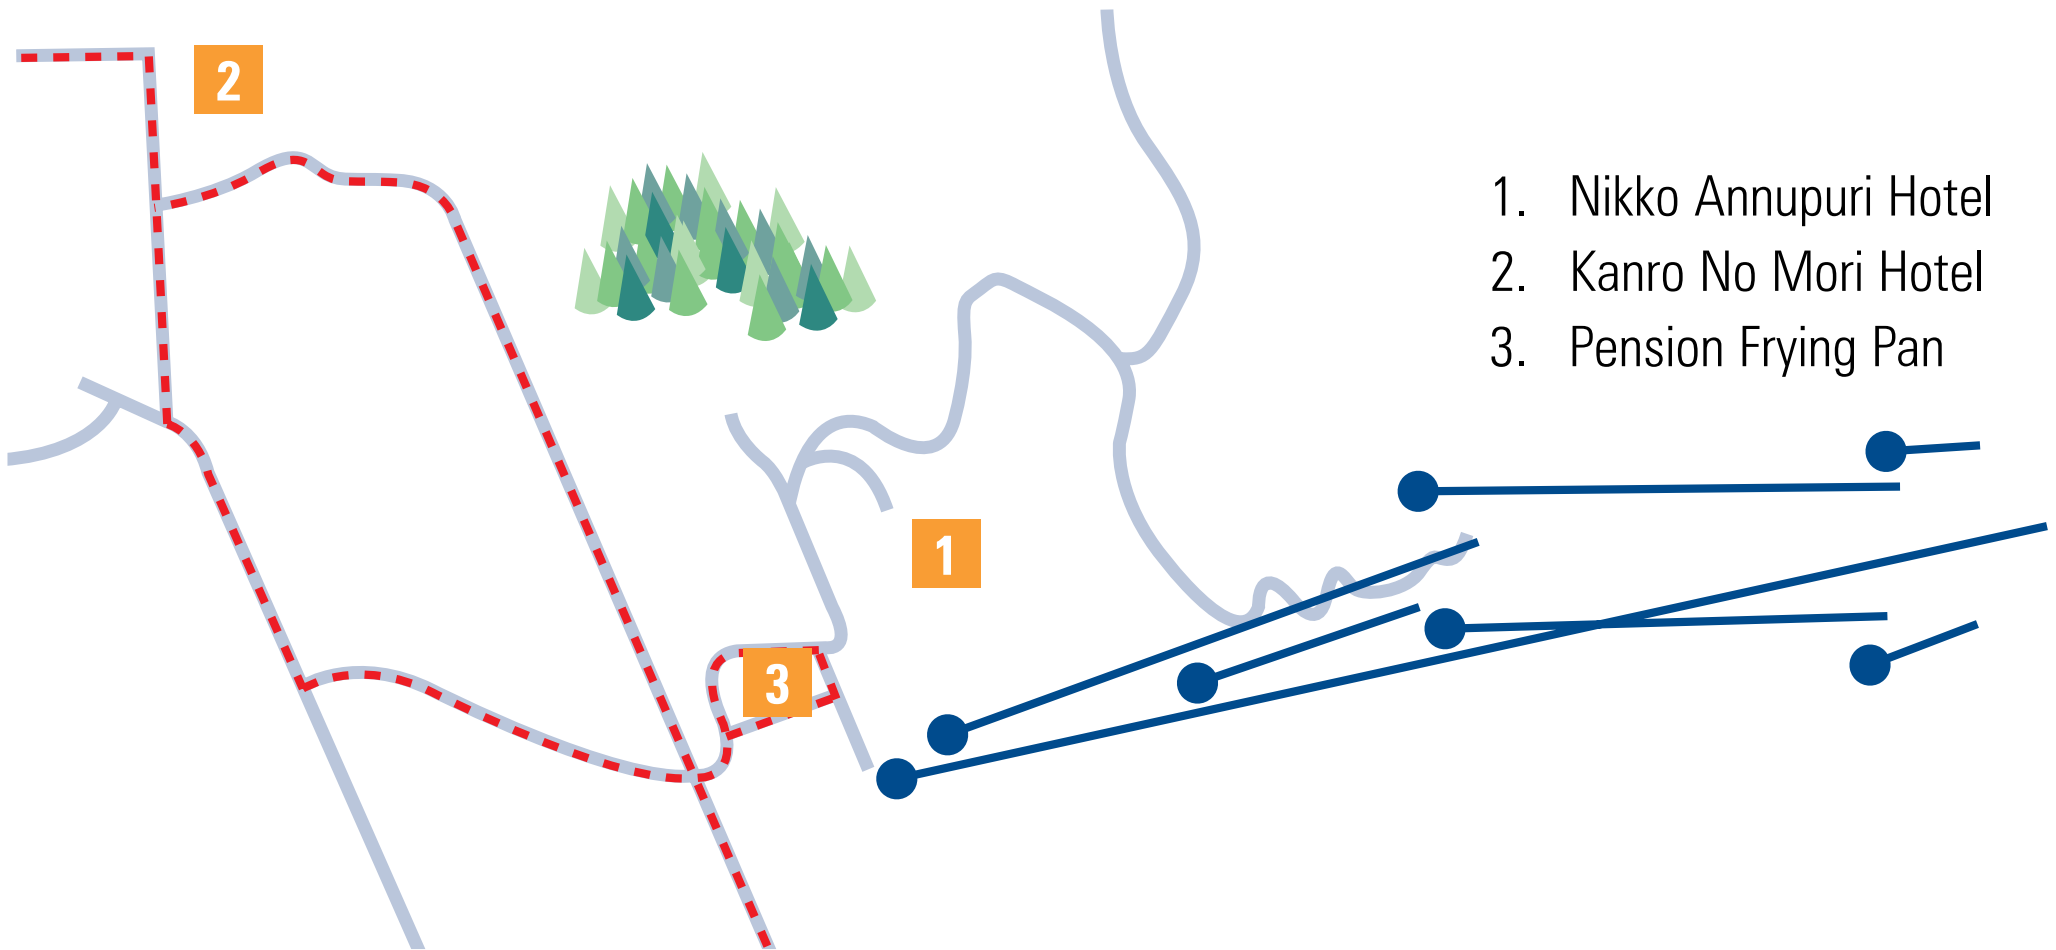 2
1. Nikko Annupuri Hotel
2. Kanro No Mori Hotel
3. Pension Frying Pan
1
3